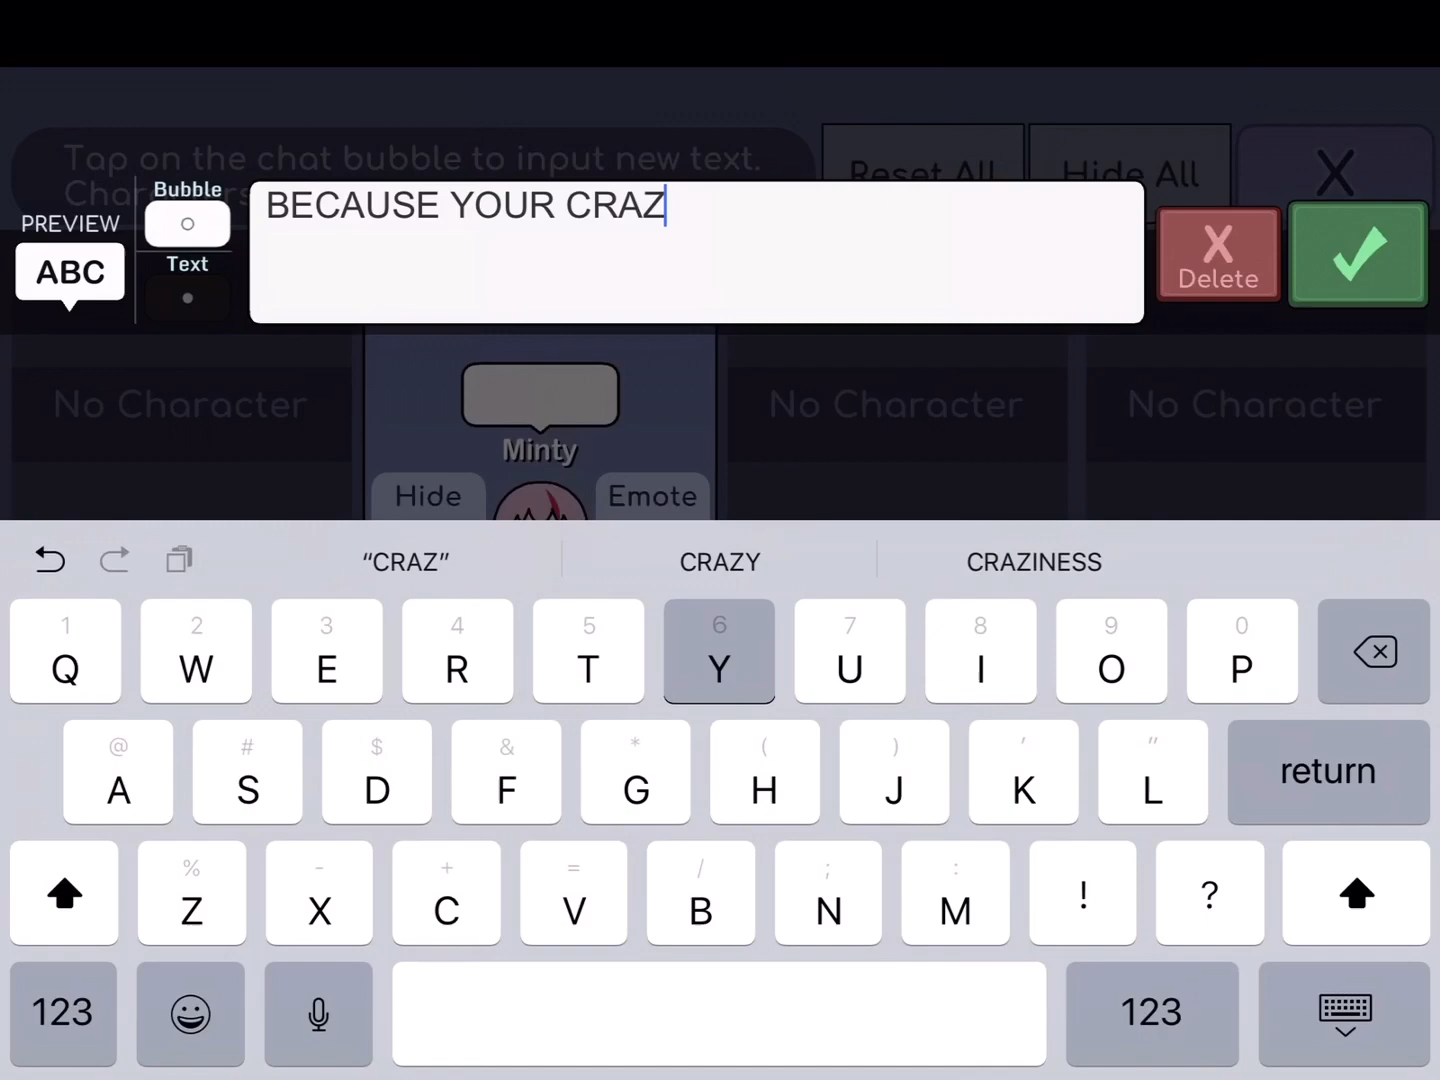 Tap on the chat bubble to input new text.
Reset All
Hide All
X
Bubble
PREVIEW
ABC
Text
BECAUSE YOUR CRAZ
X
Delete
No Character
Minty
Hide
Emote
No Character
No Character
“CRAZ”
CRAZY
CRAZINESS
1 2 3 4 5 6 7 8 9 0
Q W E R T Y U I O P
@ # $ & * ( ) ' "
A S D F G H J K L
return
% - + = / ; :
Z X C V B N M ! ?
123
123